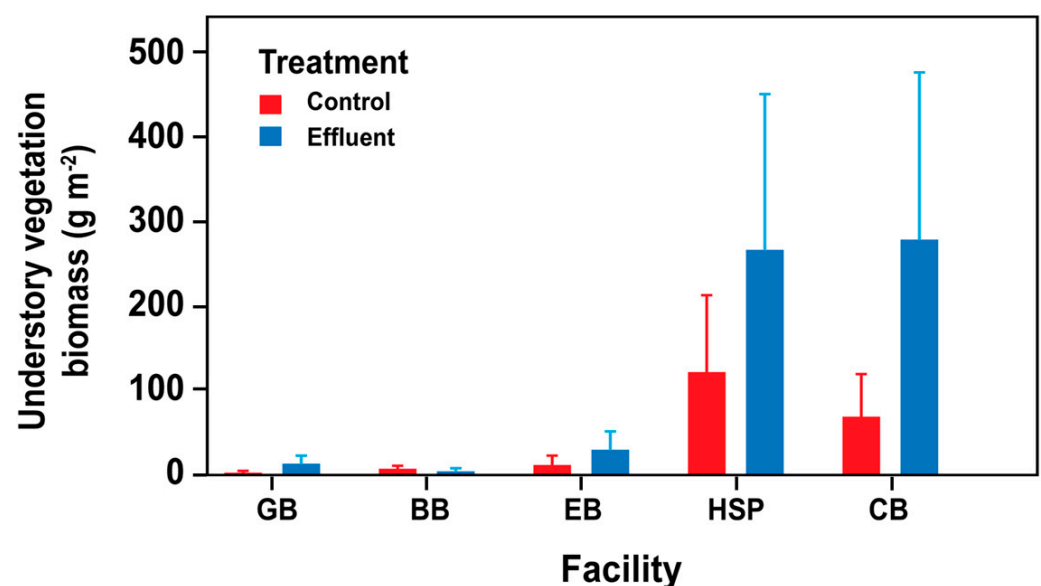 Understory vegetation
biomass (g m-2)
500
400
300
200
100
0
Treatment
Control
Effluent
GB
BB
EB
HSP
CB
Facility